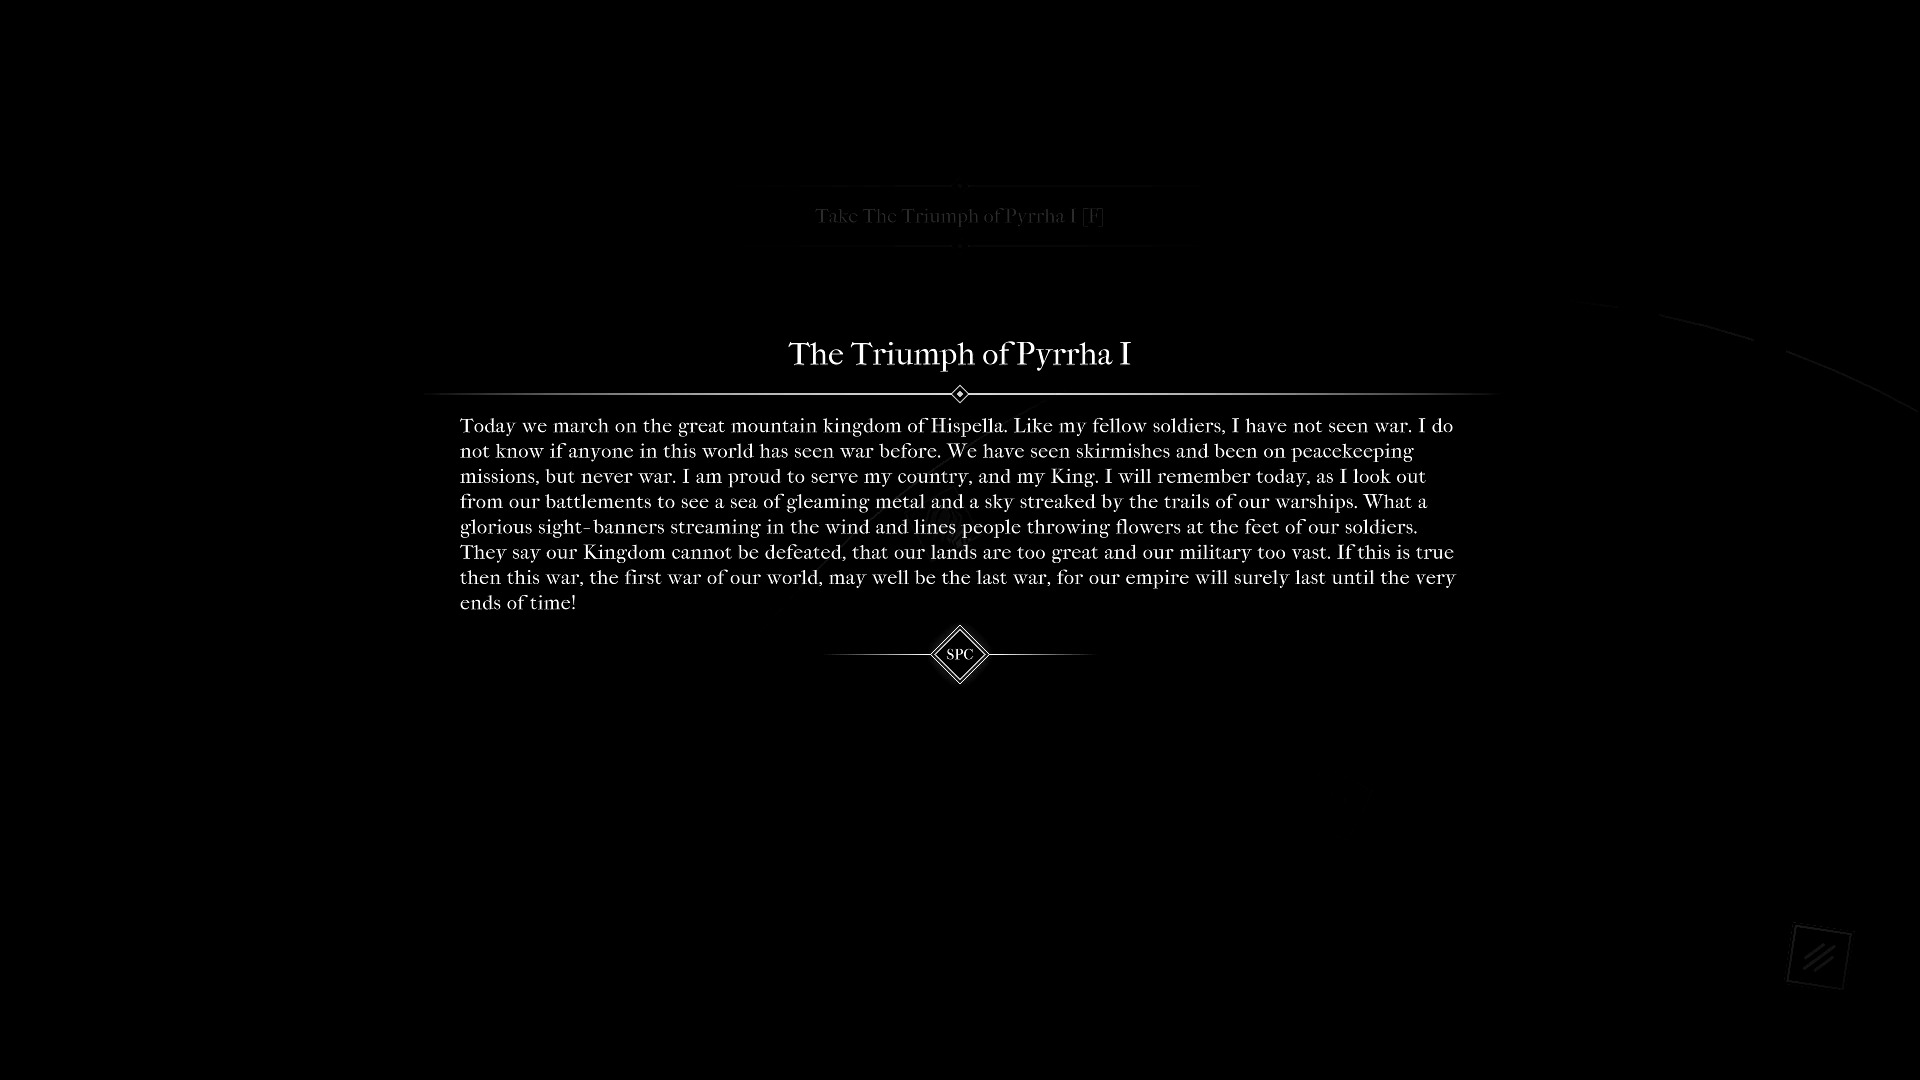 Take The Triumph of Pyrrha I [F]
The Triumph of Pyrrha I
Today we march on the great mountain kingdom of Hispella. Like my fellow soldiers, I have not seen war. I do
not know if anyone in this world has seen war before. We have seen skirmishes and been on peacekeeping
missions, but never war. I am proud to serve my country, and my King. I will remember today, as I look out
from our battlements to see a sea of gleaming metal and a sky streaked by the trails of our warships. What a
glorious sight-banners streaming in the wind and lines people throwing flowers at the feet of our soldiers.
They say our Kingdom cannot be defeated, that our lands are too great and our military too vast. If this is true
then this war, the first war of our world, may well be the last war, for our empire will surely last until the very
ends of time!
SPC